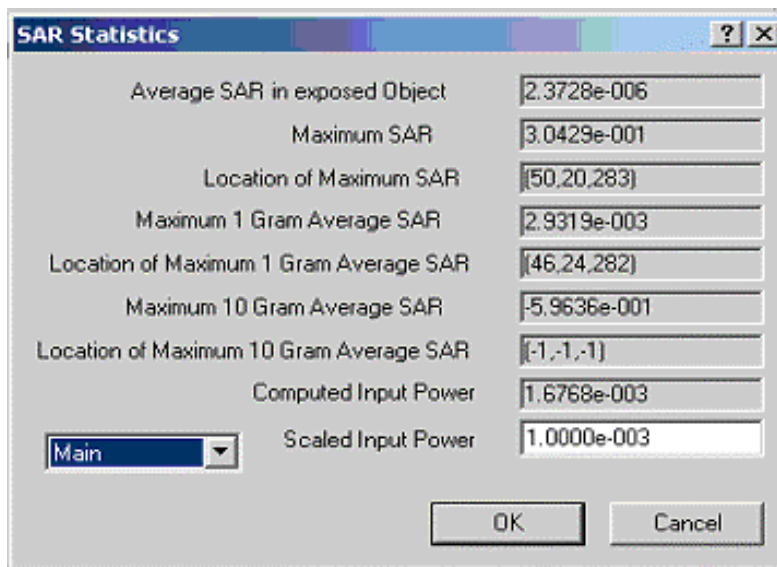 SAR Statistics
Average SAR in exposed Object 2.3728e-006
Maximum SAR 3.0429e-001
Location of Maximum SAR (50,20,283)
Maximum 1 Gram Average SAR 2.9319e-003
Location of Maximum 1 Gram Average SAR (46,24,282)
Maximum 10 Gram Average SAR -5.9636e-001
Location of Maximum 10 Gram Average SAR (-1,-1,-1)
Computed Input Power 1.6768e-003
Main Scaled Input Power 1.0000e-003
OK Cancel